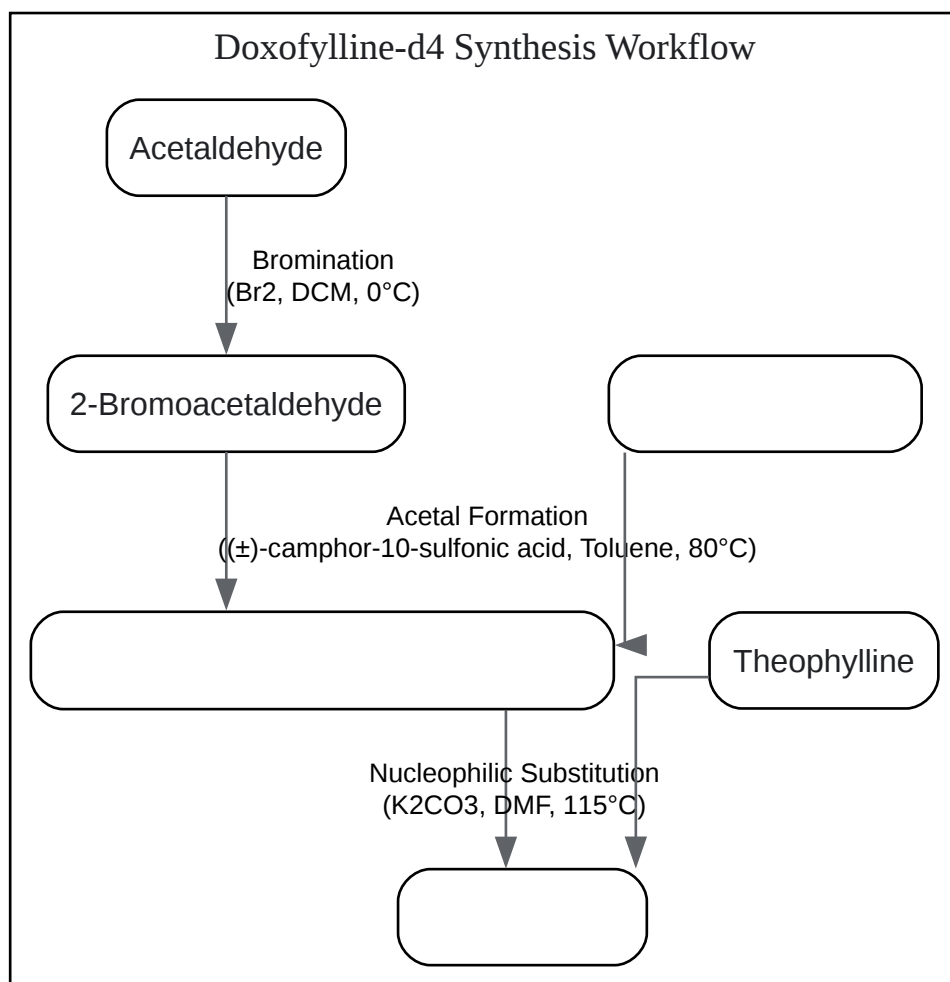 Doxofylline-d4 Synthesis Workflow
Acetaldehyde
Bromination
(Br2, DCM, 0°C)
2-Bromoacetaldehyde
Acetal Formation
((±)-camphor-10-sulfonic acid, Toluene, 80°C)
Theophylline
Nucleophilic Substitution
(K2CO3, DMF, 115°C)